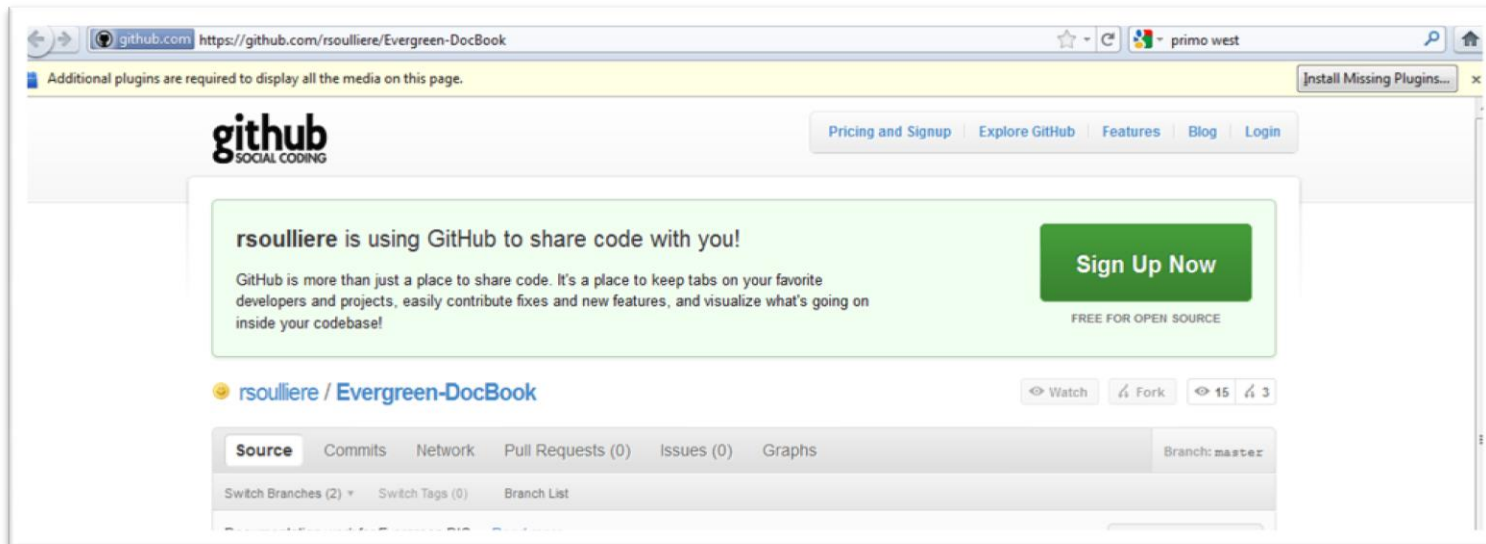 github.com https://github.com/rsoulliere/Evergreen-DocBook primo west
Additional plugins are required to display all the media on this page. Install Missing Plugins... x
github
SOCIAL CODING
Pricing and Signup Explore GitHub Features Blog Login
rsoulliere is using GitHub to share code with you!
GitHub is more than just a place to share code. It's a place to keep tabs on your favorite
developers and projects, easily contribute fixes and new features, and visualize what's going on
inside your codebase!
Sign Up Now
FREE FOR OPEN SOURCE
rsoulliere / Evergreen-DocBook Watch Fork 15 3
Source Commits Network Pull Requests (0) Issues (0) Graphs Branch: master
Switch Branches (2) Switch Tags (0) Branch List